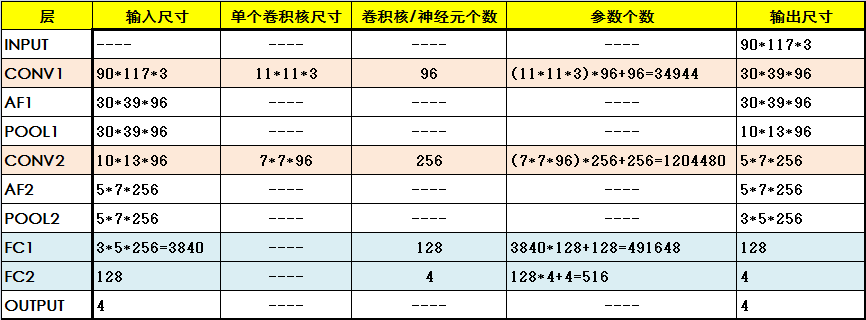 层 输入尺寸 单个卷积核尺寸 卷积核/神经元个数 参数个数 输出尺寸
INPUT ---- ---- ---- ---- 90*117*3
CONV1 90*117*3 11*11*3 96 (11*11*3)*96+96=34944 30*39*96
AF1 30*39*96 ---- ---- ---- 30*39*96
POOL1 30*39*96 ---- ---- ---- 10*13*96
CONV2 10*13*96 7*7*96 256 (7*7*96)*256+256=1204480 5*7*256
AF2 5*7*256 ---- ---- ---- 5*7*256
POOL2 5*7*256 ---- ---- ---- 3*5*256
FC1 3*5*256=3840 ---- 128 3840*128+128=491648 128
FC2 128 ---- 4 128*4+4=516 4
OUTPUT 4 ---- ---- ---- 4